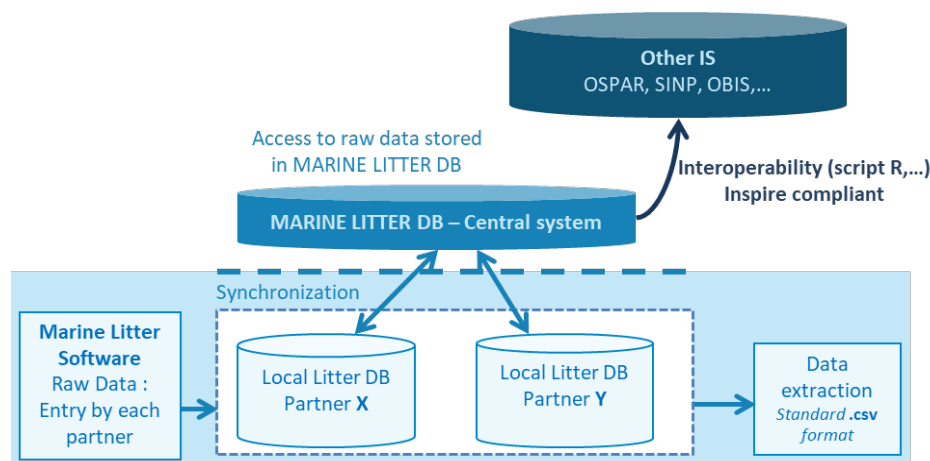 Other IS
OSPAR, SINP, OBIS,...
Access to raw data stored
in MARINE LITTER DB
Interoperability (script R,...)
Inspire compliant
MARINE LITTER DB – Central system
Synchronization
Marine Litter
Software
Raw Data :
Entry by each
partner
Local Litter DB
Partner X
Local Litter DB
Partner Y
Data
extraction
Standard .csv
format